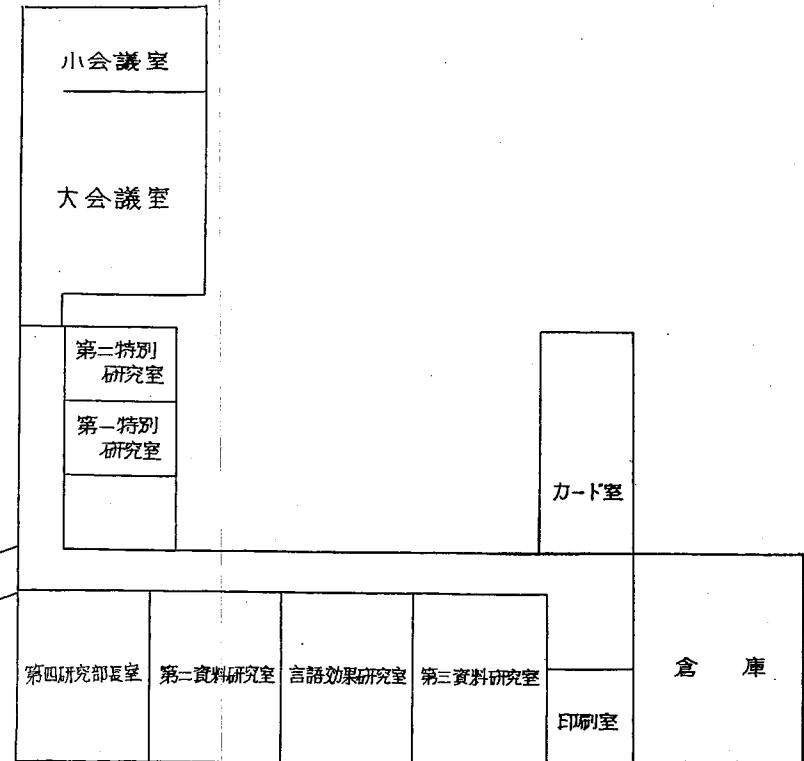 小会議室
大会議室
第二特別
研究室
第一特別
研究室
カード室
第四研究部長室
第二資料研究室
言語効果研究室
第三資料研究室
印刷室
倉庫